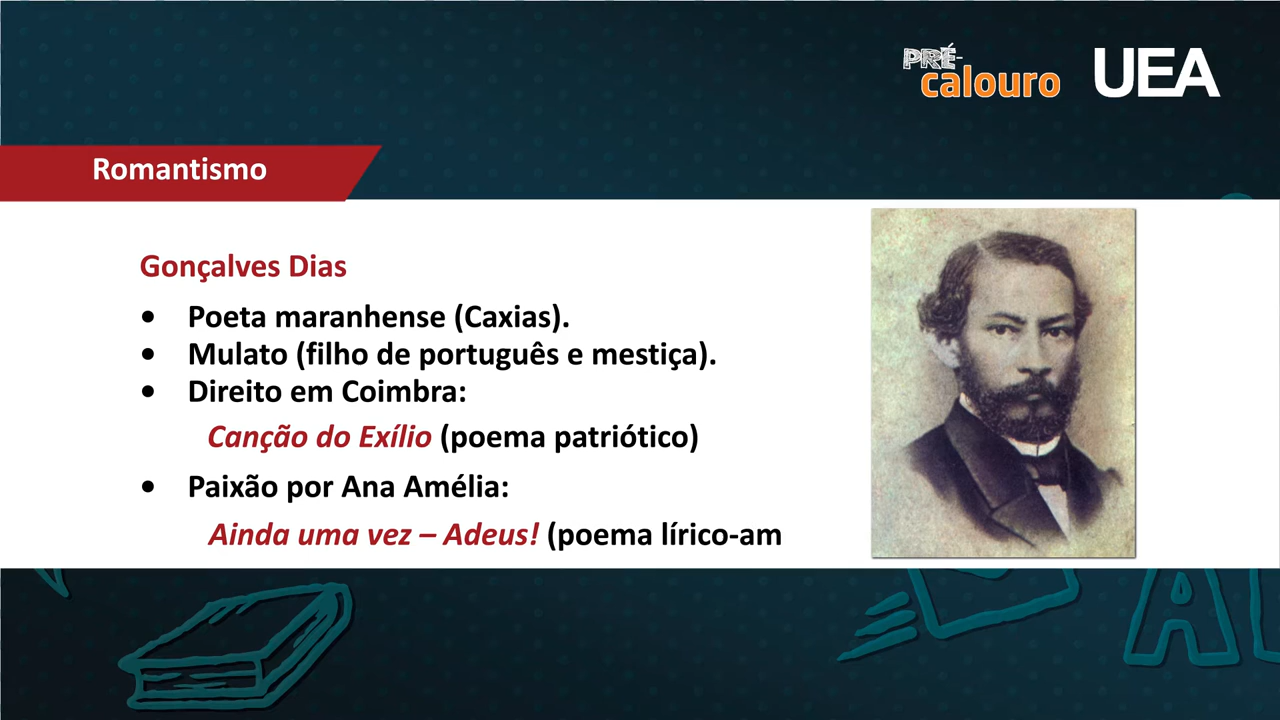 PRÉ-
calouro
UEA
Romantismo
Gonçalves Dias
• Poeta maranhense (Caxias).
• Mulato (filho de português e mestiça).
• Direito em Coimbra:
Canção do Exílio (poema patriótico)
• Paixão por Ana Amélia:
Ainda uma vez – Adeus! (poema lírico-am